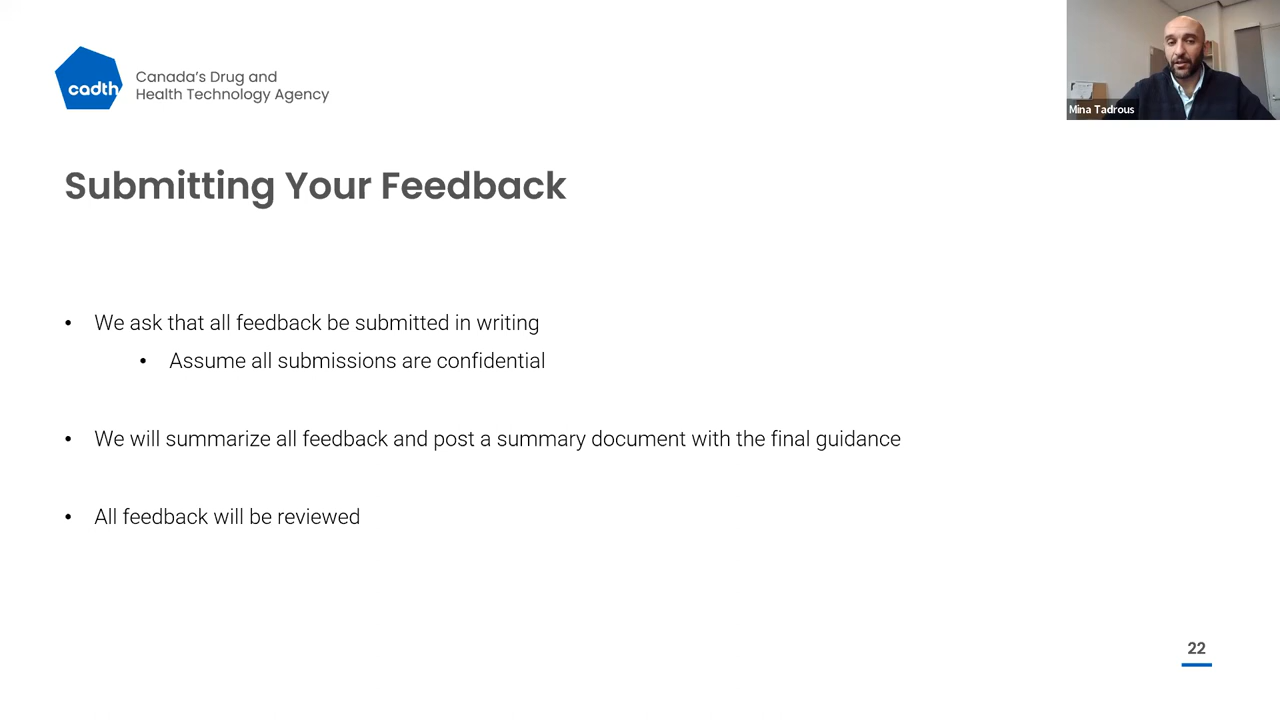 cadth
Canada's Drug and
Health Technology Agency
Mina Tadrous
Submitting Your Feedback
• We ask that all feedback be submitted in writing
• Assume all submissions are confidential
• We will summarize all feedback and post a summary document with the final guidance
• All feedback will be reviewed
22